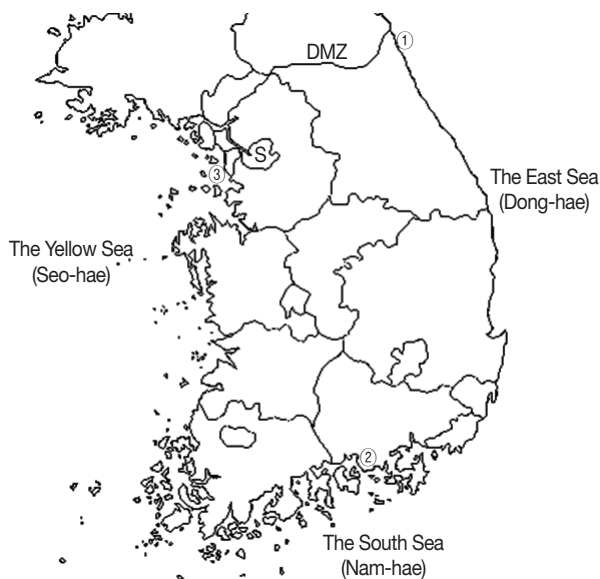 ①
DMZ
S
③
The East Sea
(Dong-hae)
The Yellow Sea
(Seo-hae)
②
The South Sea
(Nam-hae)